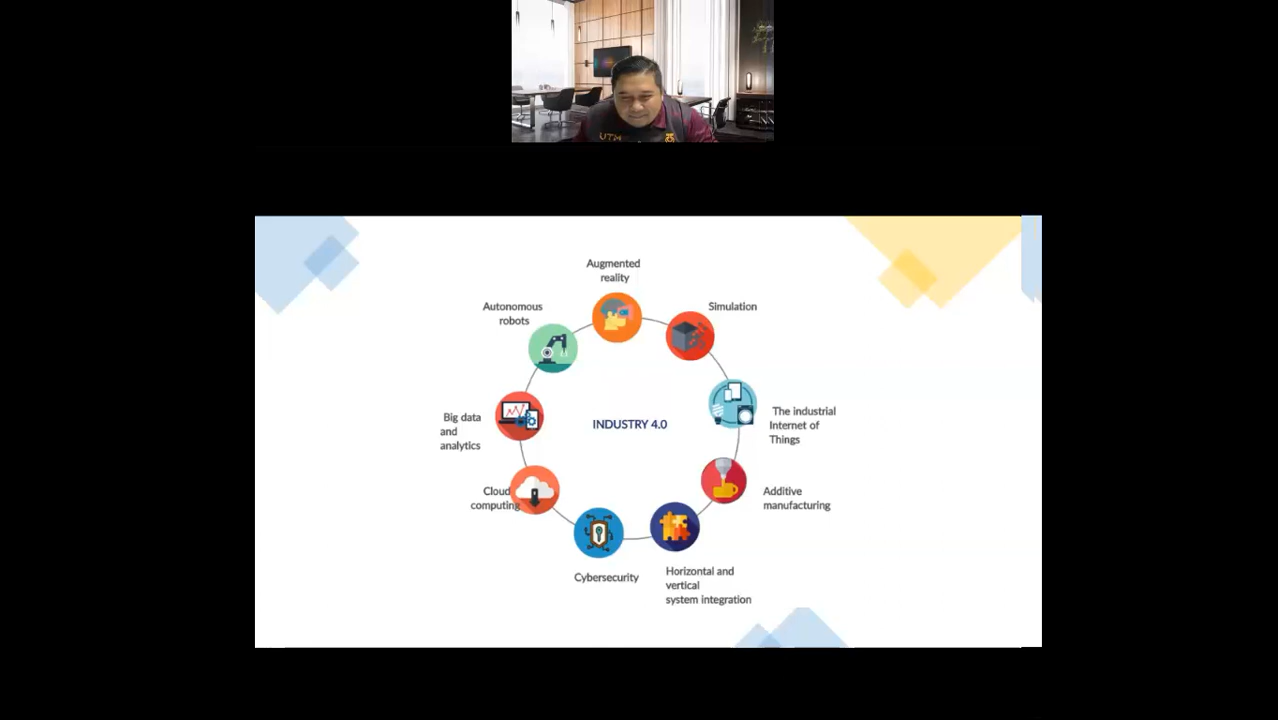 UTM
Augmented
reality
Autonomous
robots
Simulation
Big data
and
analytics
INDUSTRY 4.0
The industrial
Internet of
Things
Cloud
computing
Additive
manufacturing
Cybersecurity
Horizontal and
vertical
system integration